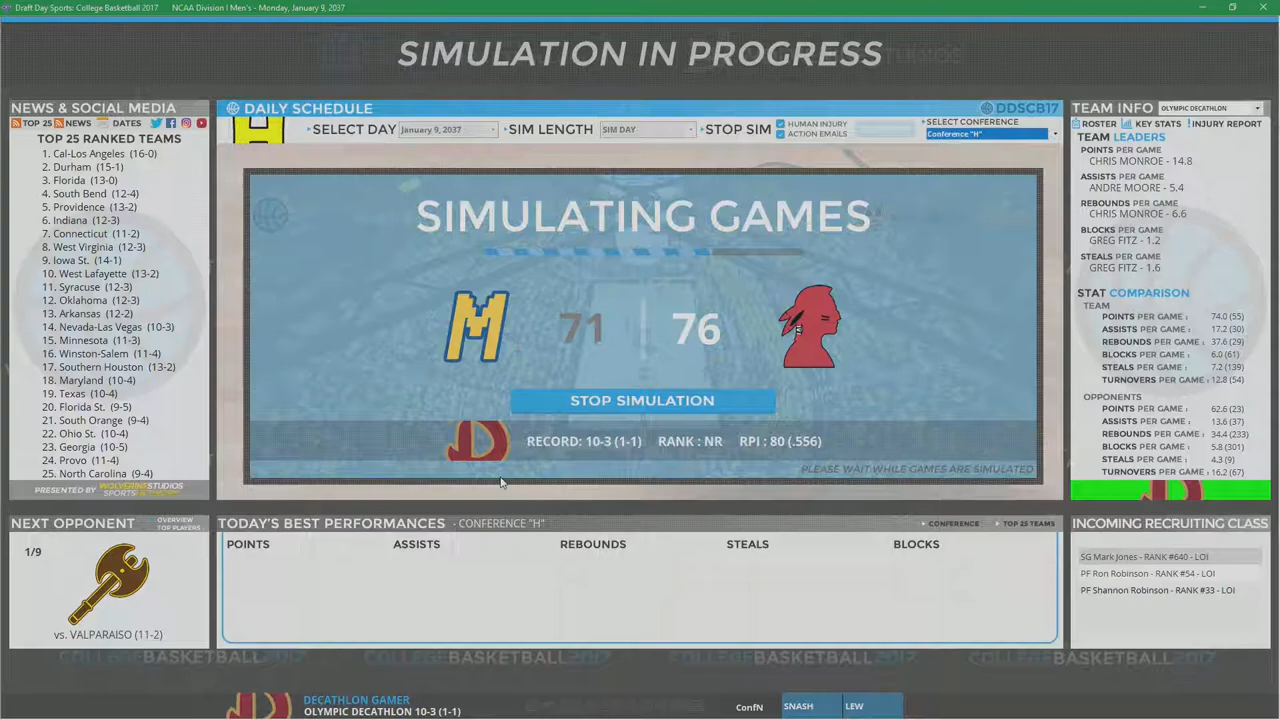 Draft Day Sports: College Basketball 2017 NCAA Division I Men's - Monday, January 9, 2037
SIMULATION IN PROGRESS
NEWS & SOCIAL MEDIA
TOP 25 NEWS DATES
TOP 25 RANKED TEAMS
1. Cal-Los Angeles (16-0)
2. Durham (15-1)
3. Florida (13-0)
4. South Bend (12-4)
5. Providence (13-2)
6. Indiana (12-3)
7. Connecticut (11-2)
8. West Virginia (12-3)
9. Iowa St. (14-1)
10. West Lafayette (13-2)
11. Syracuse (12-3)
12. Oklahoma (12-3)
13. Arkansas (12-2)
14. Nevada-Las Vegas (10-3)
15. Minnesota (11-3)
16. Winston-Salem (11-4)
17. Southern Houston (13-2)
18. Maryland (10-4)
19. Texas (10-4)
20. Florida St. (9-5)
21. South Orange (9-4)
22. Ohio St. (10-4)
23. Georgia (10-5)
24. Provo (11-4)
25. North Carolina (9-4)
PRESENTED BY WOLVERINE STUDIOS SPORTS NETWORK
DAILY SCHEDULE DDSCB17
SELECT DAY January 9, 2037 SIM LENGTH SIM DAY STOP SIM HUMAN INJURY
ACTION EMAILS
SELECT CONFERENCE
Conference "H"
SIMULATING GAMES
M 71 76
STOP SIMULATION
D RECORD: 10-3 (1-1) RANK : NR RPI : 80 (.556)
PLEASE WAIT WHILE GAMES ARE SIMULATED
TEAM INFO OLYMPIC DECATHLON
ROSTER KEY STATS INJURY REPORT
TEAM LEADERS
POINTS PER GAME
CHRIS MONROE - 14.8
ASSISTS PER GAME
ANDRE MOORE - 5.4
REBOUNDS PER GAME
CHRIS MONROE - 6.6
BLOCKS PER GAME
GREG FITZ - 1.2
STEALS PER GAME
GREG FITZ - 1.6
STAT COMPARISON
TEAM
POINTS PER GAME : 74.0 (55)
ASSISTS PER GAME : 17.2 (30)
REBOUNDS PER GAME : 37.6 (29)
BLOCKS PER GAME : 6.0 (61)
STEALS PER GAME : 7.2 (139)
TURNOVERS PER GAME : 12.8 (54)
OPPONENTS
POINTS PER GAME : 62.6 (23)
ASSISTS PER GAME : 13.6 (37)
REBOUNDS PER GAME : 34.4 (233)
BLOCKS PER GAME : 5.8 (301)
STEALS PER GAME : 4.3 (9)
TURNOVERS PER GAME : 16.2 (67)
NEXT OPPONENT OVERVIEW
TOP PLAYERS
1/9
vs. VALPARAISO (11-2)
TODAY'S BEST PERFORMANCES - CONFERENCE "H" CONFERENCE TOP 25 TEAMS
POINTS ASSISTS REBOUNDS STEALS BLOCKS
INCOMING RECRUITING CLASS
SG Mark Jones - RANK #640 - LOI
PF Ron Robinson - RANK #54 - LOI
PF Shannon Robinson - RANK #33 - LOI
COLLEGEBASKETBALL2017 COLLEGEBASKETBALL2017 COLLEGEBASKETBALL2017 COLLEGEBASKETBALL2017
DECATHLON GAMER
OLYMPIC DECATHLON 10-3 (1-1)
ConfN SNASH LEW